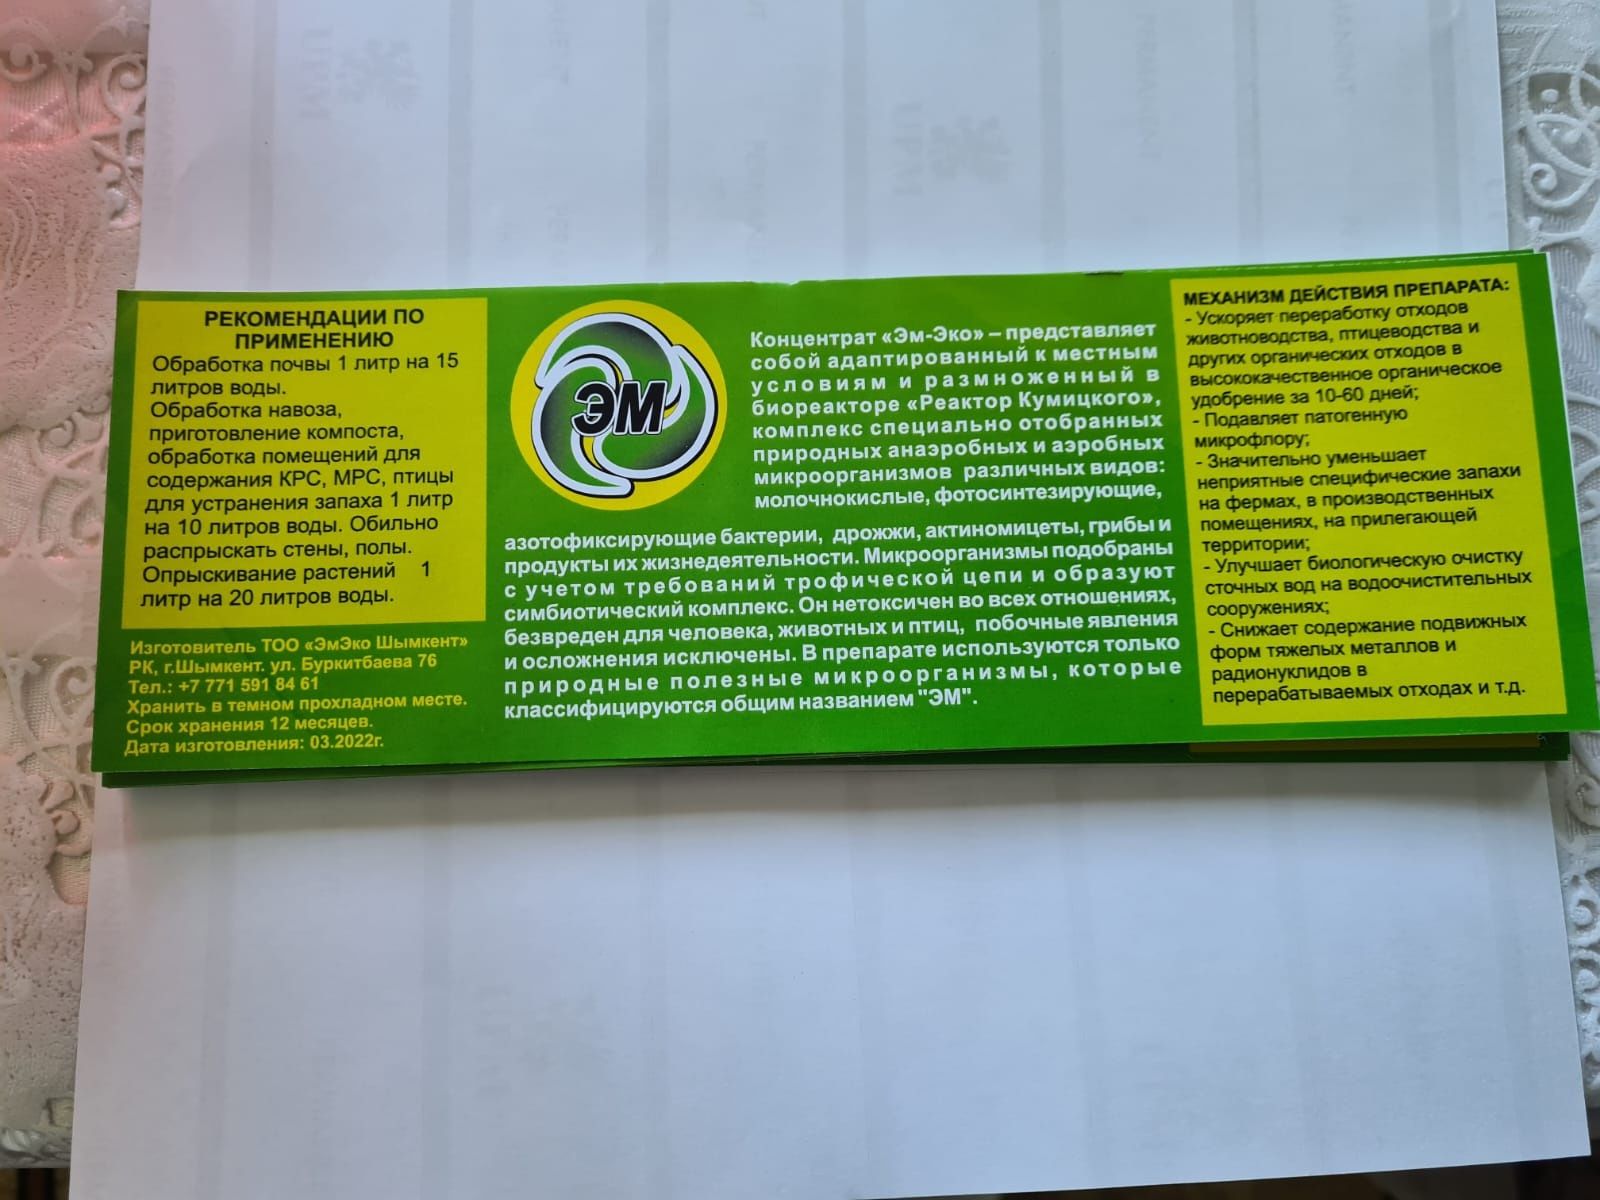 РЕКОМЕНДАЦИИ ПО
ПРИМЕНЕНИЮ
Обработка почвы 1 литр на 15
литров воды.
Обработка навоза,
приготовление компоста,
обработка помещений для
содержания КРС, МРС, птицы
для устранения запаха 1 литр
на 10 литров воды. Обильно
распрыскать стены, полы.
Опрыскивание растений 1
литр на 20 литров воды.
Изготовитель ТОО «ЭмЭко Шымкент»
РК, г.Шымкент. ул. Буркитбаева 76
Тел.: +7 771 591 84 61
Хранить в темном прохладном месте.
Срок хранения 12 месяцев.
Дата изготовления: 03.2022г.
ЭМ
Концентрат «Эм-Эко» – представляет
собой адаптированный к местным
условиям и размноженный в
биореакторе «Реактор Кумицкого»,
комплекс специально отобранных
природных анаэробных и аэробных
микроорганизмов различных видов:
молочнокислые, фотосинтезирующие,
азотофиксирующие бактерии, дрожжи, актиномицеты, грибы и
продукты их жизнедеятельности. Микроорганизмы подобраны
с учетом требований трофической цепи и образуют
симбиотический комплекс. Он нетоксичен во всех отношениях,
безвреден для человека, животных и птиц, побочные явления
и осложнения исключены. В препарате используются только
природные полезные микроорганизмы, которые
классифицируются общим названием "ЭМ".
МЕХАНИЗМ ДЕЙСТВИЯ ПРЕПАРАТА:
- Ускоряет переработку отходов
животноводства, птицеводства и
других органических отходов в
высококачественное органическое
удобрение за 10-60 дней;
- Подавляет патогенную
микрофлору;
- Значительно уменьшает
неприятные специфические запахи
на фермах, в производственных
помещениях, на прилегающей
территории;
- Улучшает биологическую очистку
сточных вод на водоочистительных
сооружениях;
- Снижает содержание подвижных
форм тяжелых металлов и
радионуклидов в
перерабатываемых отходах и т.д.